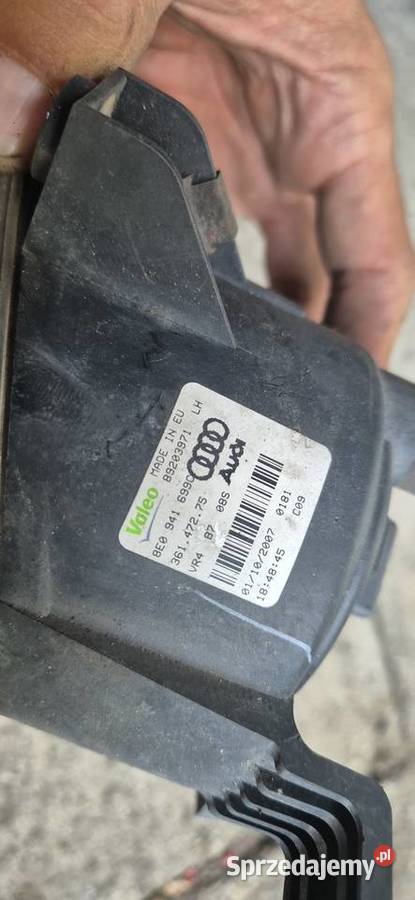 Valeo MADE IN EU
89203971 LH
8E0 941 699C
361.472.75
VR4 B7 08S
Audi
01/10/2007 0181
18:48:45 C09
Sprzedajemy.pl